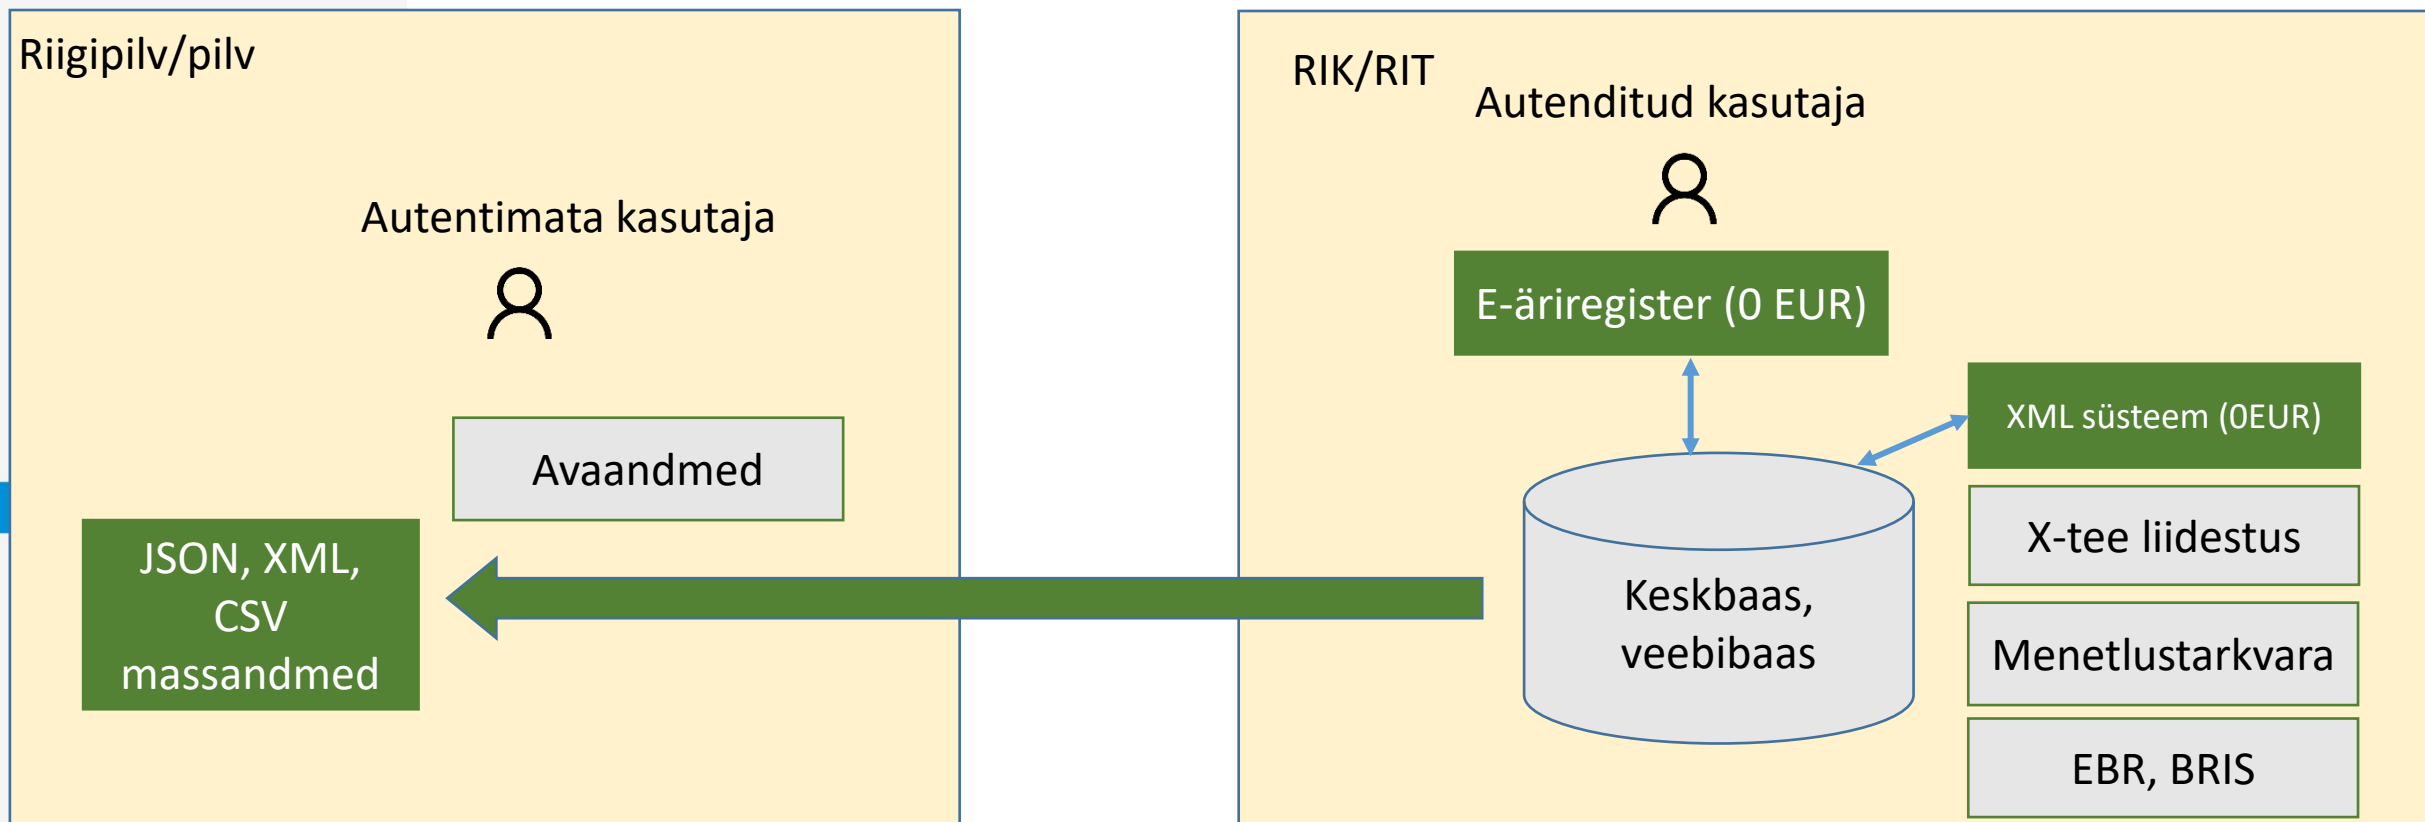 Riigipilv/pilv
Autentimata kasutaja
Avaandmed
JSON, XML,
CSV
massandmed
RIK/RIT
Autenditud kasutaja
E-äriregister (0 EUR)
XML süsteem (0EUR)
X-tee liidestus
Keskbaas,
veebibaas
Menetlustarkvara
EBR, BRIS